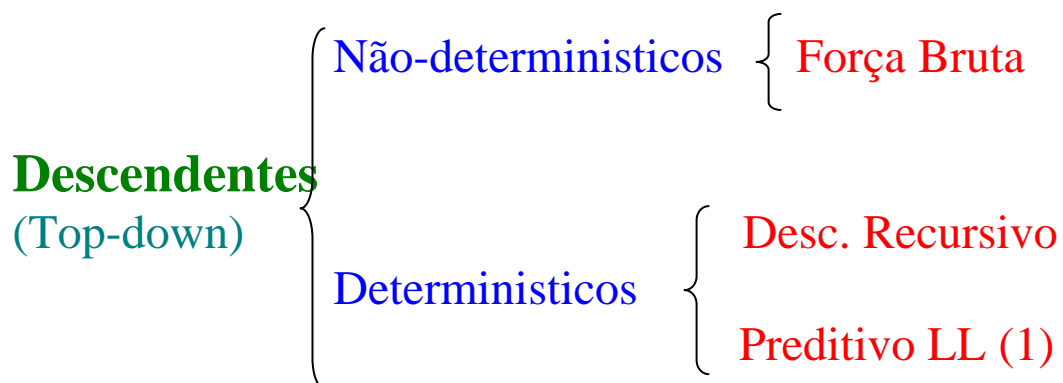 Não-deterministicos
Força Bruta
Descendentes
(Top-down)
Deterministicos
Desc. Recursivo
Preditivo LL (1)